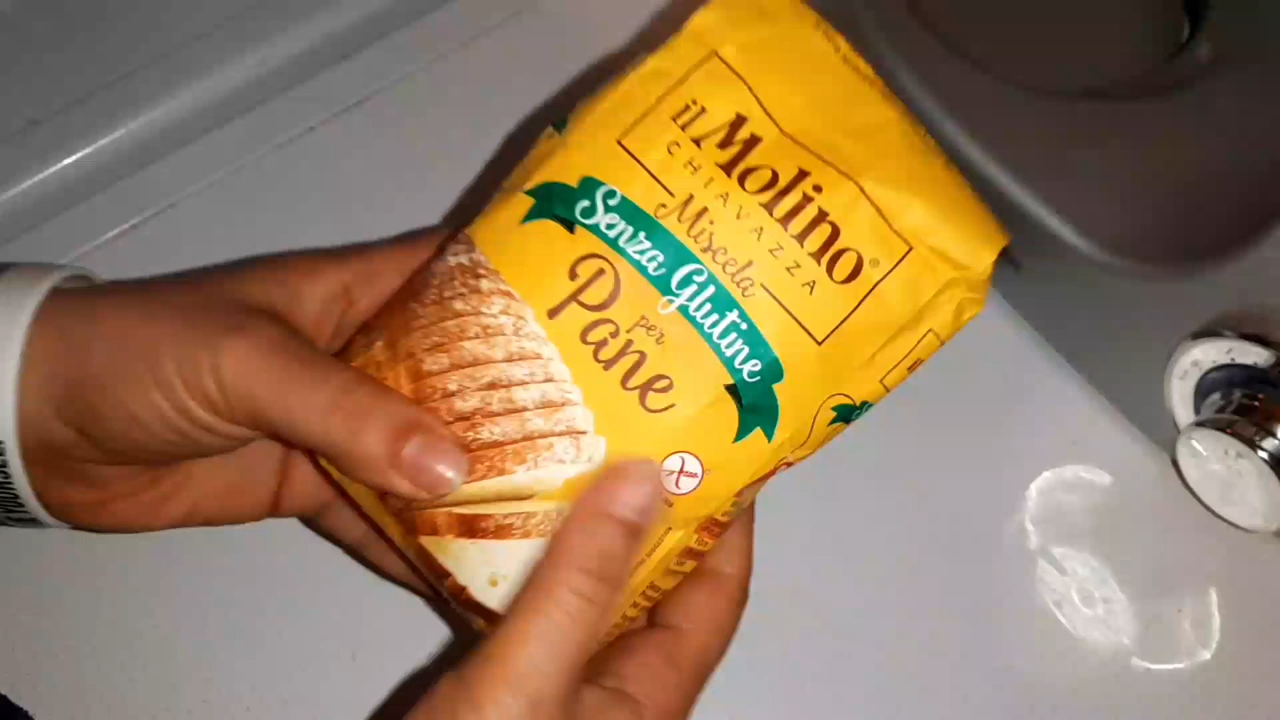 il Molino®
CHIAVAZZA
Miscela
Senza Glutine
per
Pane